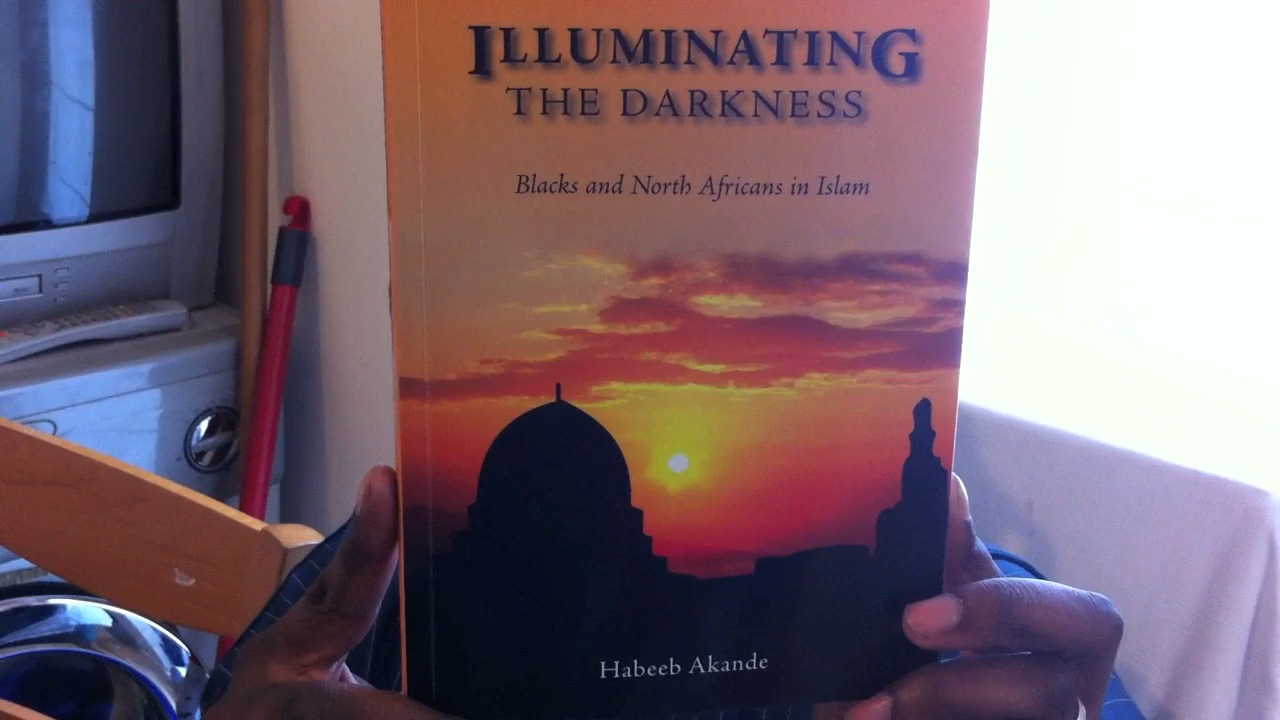 ILLUMINATING
THE DARKNESS
Blacks and North Africans in Islam
Habeeb Akande